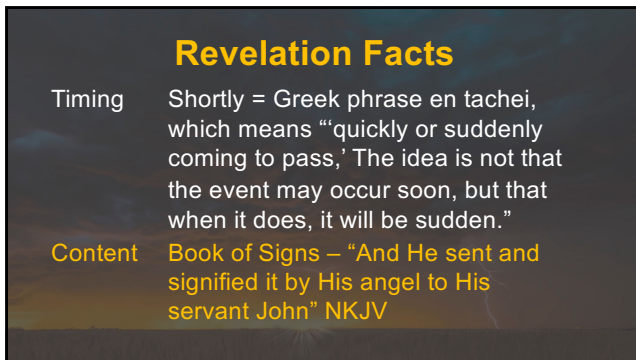 Revelation Facts
Timing Shortly = Greek phrase en tachei,
which means “‘quickly or suddenly
coming to pass,’ The idea is not that
the event may occur soon, but that
when it does, it will be sudden.”
Content Book of Signs – “And He sent and
signified it by His angel to His
servant John” NKJV